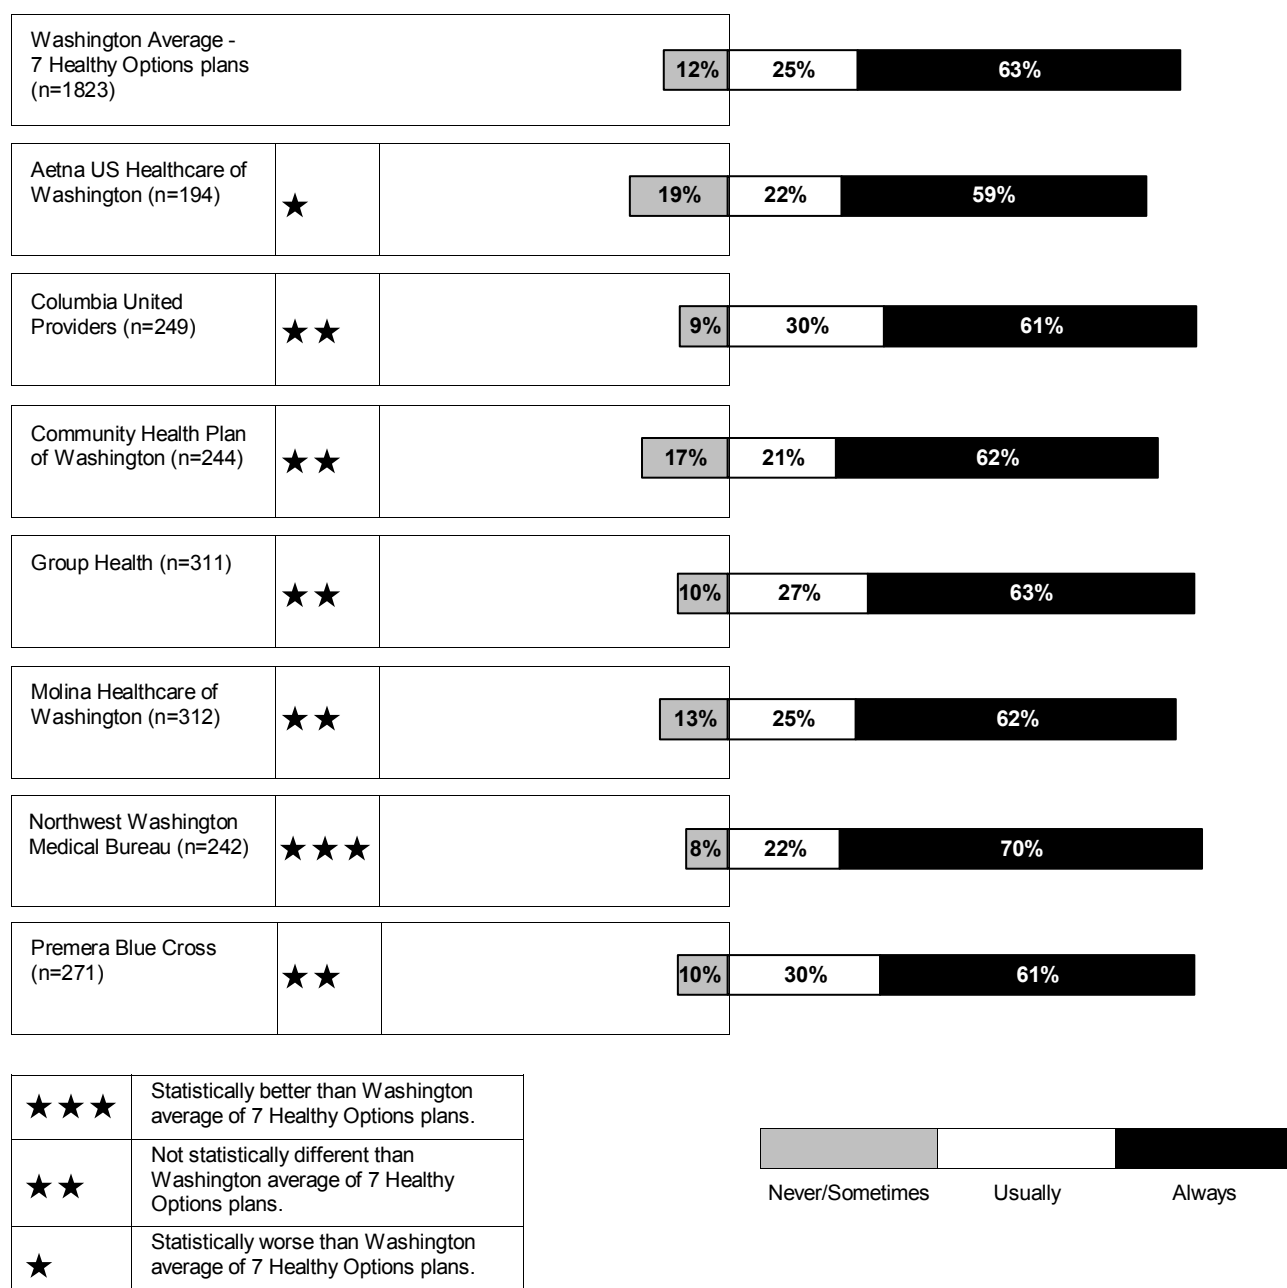 Washington Average -
7 Healthy Options plans
(n=1823)
12% 25% 63%
Aetna US Healthcare of
Washington (n=194)
★
19% 22% 59%
Columbia United
Providers (n=249)
★★
9% 30% 61%
Community Health Plan
of Washington (n=244)
★★
17% 21% 62%
Group Health (n=311)
★★
10% 27% 63%
Molina Healthcare of
Washington (n=312)
★★
13% 25% 62%
Northwest Washington
Medical Bureau (n=242)
★★★
8% 22% 70%
Premera Blue Cross
(n=271)
★★
10% 30% 61%
★★★
Statistically better than Washington
average of 7 Healthy Options plans.
★★
Not statistically different than
Washington average of 7 Healthy
Options plans.
★
Statistically worse than Washington
average of 7 Healthy Options plans.
Never/Sometimes Usually Always